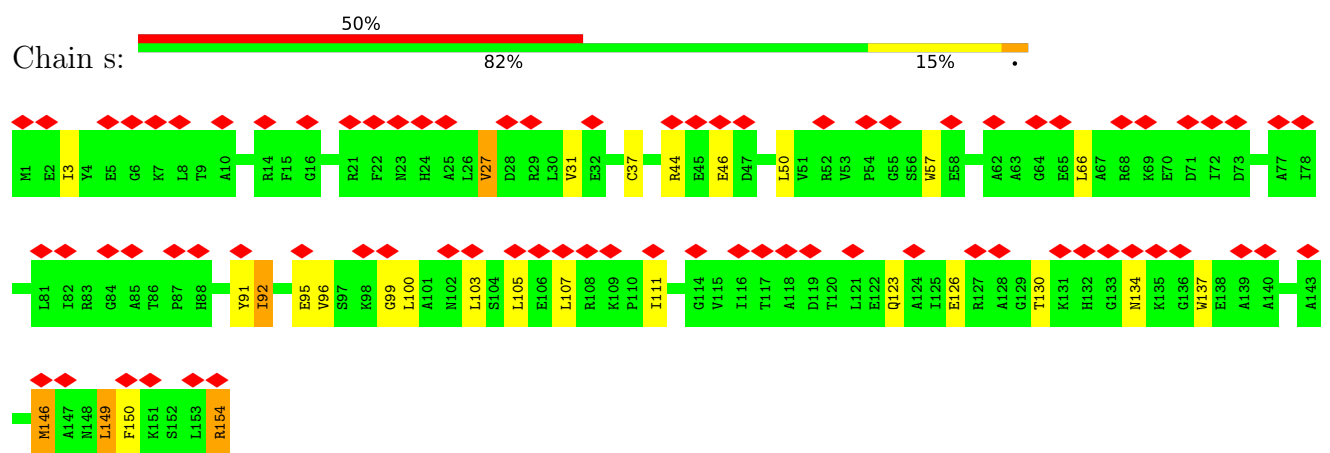 50%
Chain s:
82% 15% •
M1 E2 I3 Y4 E5 G6 K7 L8 T9 A10 R14 F15 G16 R21 F22 N23 H24 A25 L26 V27 D28 R29 L30 V31 E32 C37 R44 E45 E46 D47 L50 V51 R52 V53 P54 G55 S56 W57 E58 A62 A63 G64 E65 L66 A67 R68 K69 E70 D71 I72 D73 A77 I78
L81 I82 R83 G84 A85 T86 P87 H88 Y91 I92 E95 V96 S97 K98 G99 L100 A101 N102 L103 S104 L105 E106 L107 R108 K109 P110 I111 G114 V115 I116 T117 A118 D119 T120 L121 E122 Q123 A124 I125 E126 R127 A128 G129 T130 K131 H132 G133 N134 K135 G136 W137 E138 A139 A140 A143
M146 A147 N148 L149 F150 K151 S152 L153 R154